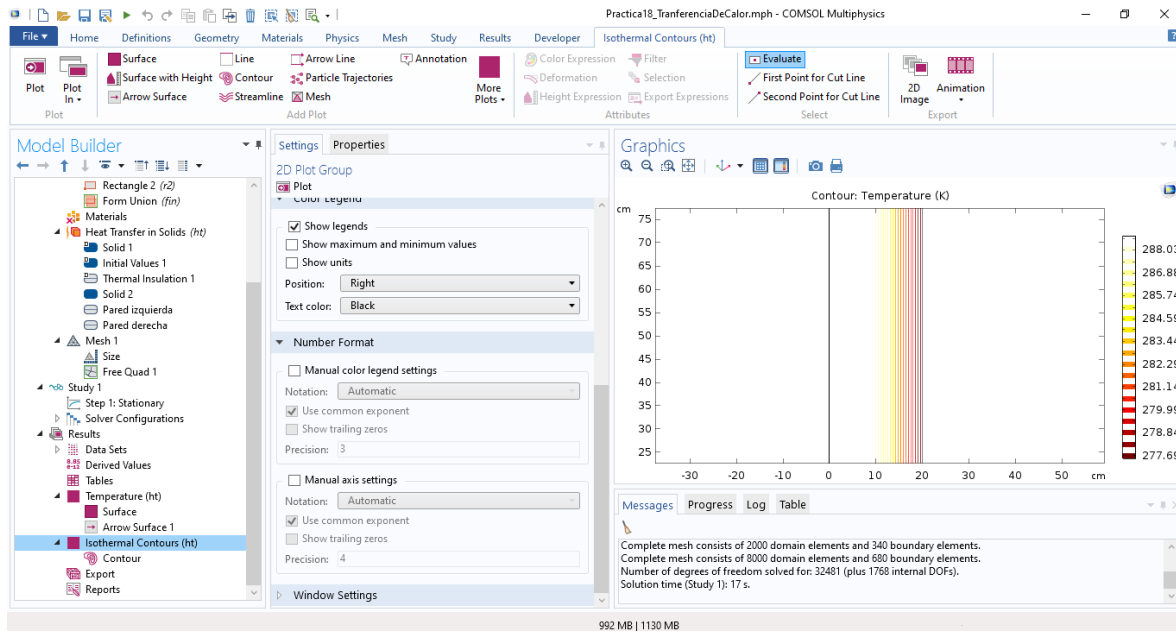 Practica18_TranferenciaDeCalor.mph - COMSOL Multiphysics
File Home Definitions Geometry Materials Physics Mesh Study Results Developer Isothermal Contours (ht)
Surface Line Arrow Line Annotation Color Expression Filter Evaluate
Surface with Height Contour Particle Trajectories Deformation Selection First Point for Cut Line
Arrow Surface Streamline Mesh Height Expression Export Expressions Second Point for Cut Line
Plot Plot In More Plots 2D Image Animation
Plot Add Plot Attributes Select Export
Model Builder
Rectangle 2 (r2)
Form Union (fin)
Materials
Heat Transfer in Solids (ht)
Solid 1
Initial Values 1
Thermal Insulation 1
Solid 2
Pared izquierda
Pared derecha
Mesh 1
Size
Free Quad 1
Study 1
Step 1: Stationary
Solver Configurations
Results
Data Sets
8.85
e-12
Derived Values
Tables
Temperature (ht)
Surface
Arrow Surface 1
Isothermal Contours (ht)
Contour
Export
Reports
Settings Properties
2D Plot Group
Plot
Color Legend
Show legends
Show maximum and minimum values
Show units
Position: Right
Text color: Black
Number Format
Manual color legend settings
Notation: Automatic
Use common exponent
Show trailing zeros
Precision: 3
Manual axis settings
Notation: Automatic
Use common exponent
Show trailing zeros
Precision: 4
Window Settings
Graphics
Contour: Temperature (K)
cm
75
70
65
60
55
50
45
40
35
30
25
-30 -20 -10 0 10 20 30 40 50 cm
288.03
286.88
285.74
284.59
283.44
282.29
281.14
279.99
278.84
277.69
Messages Progress Log Table
Complete mesh consists of 2000 domain elements and 340 boundary elements.
Complete mesh consists of 8000 domain elements and 680 boundary elements.
Number of degrees of freedom solved for: 32481 (plus 1768 internal DOFs).
Solution time (Study 1): 17 s.
992 MB | 1130 MB